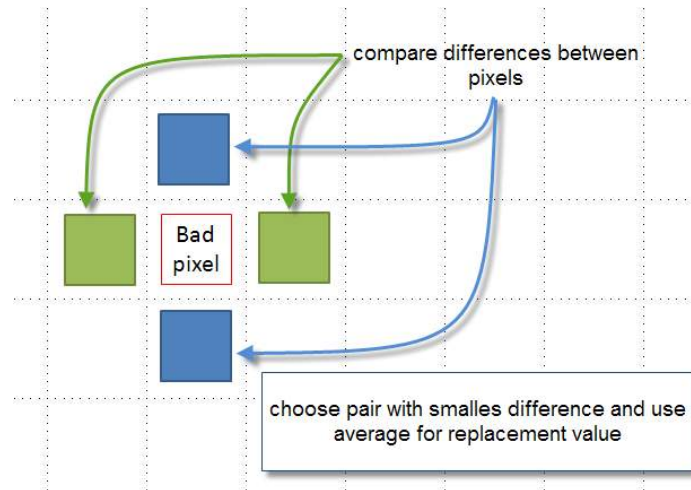 compare differences between
pixels
Bad
pixel
choose pair with smalles difference and use
average for replacement value